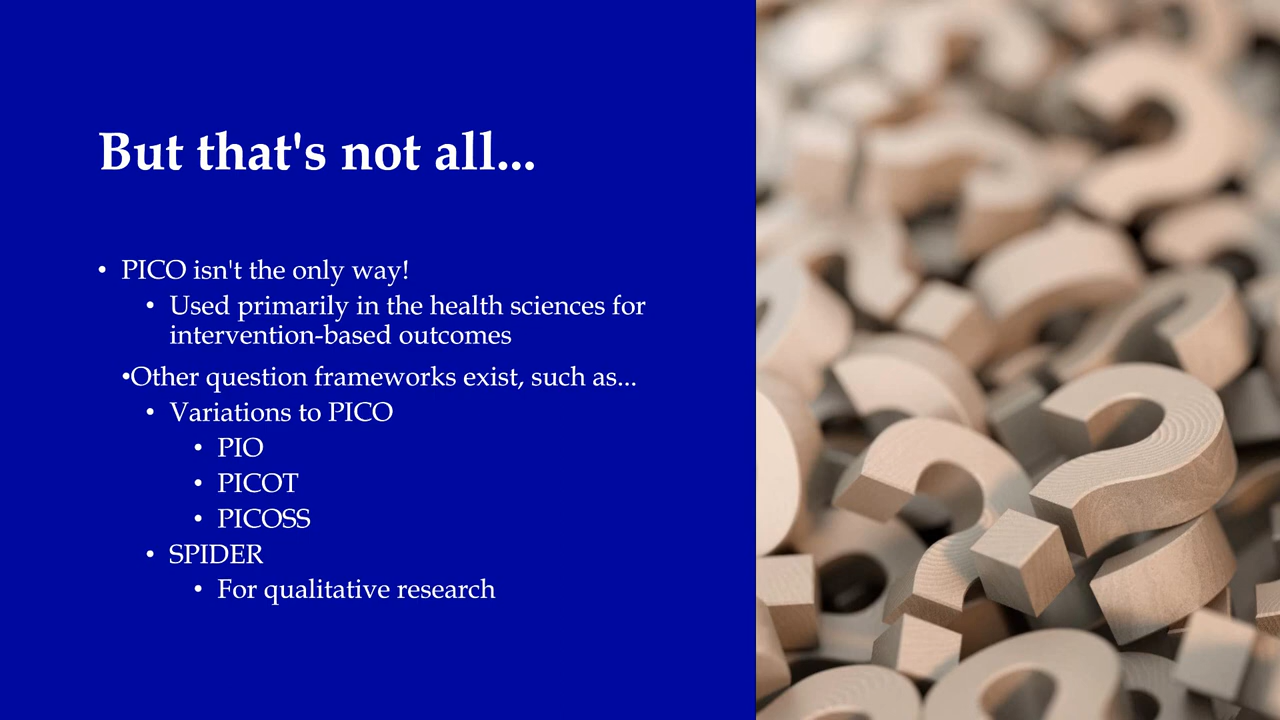 But that's not all...
• PICO isn't the only way!
• Used primarily in the health sciences for
intervention-based outcomes
•Other question frameworks exist, such as...
• Variations to PICO
• PIO
• PICOT
• PICOSS
• SPIDER
• For qualitative research